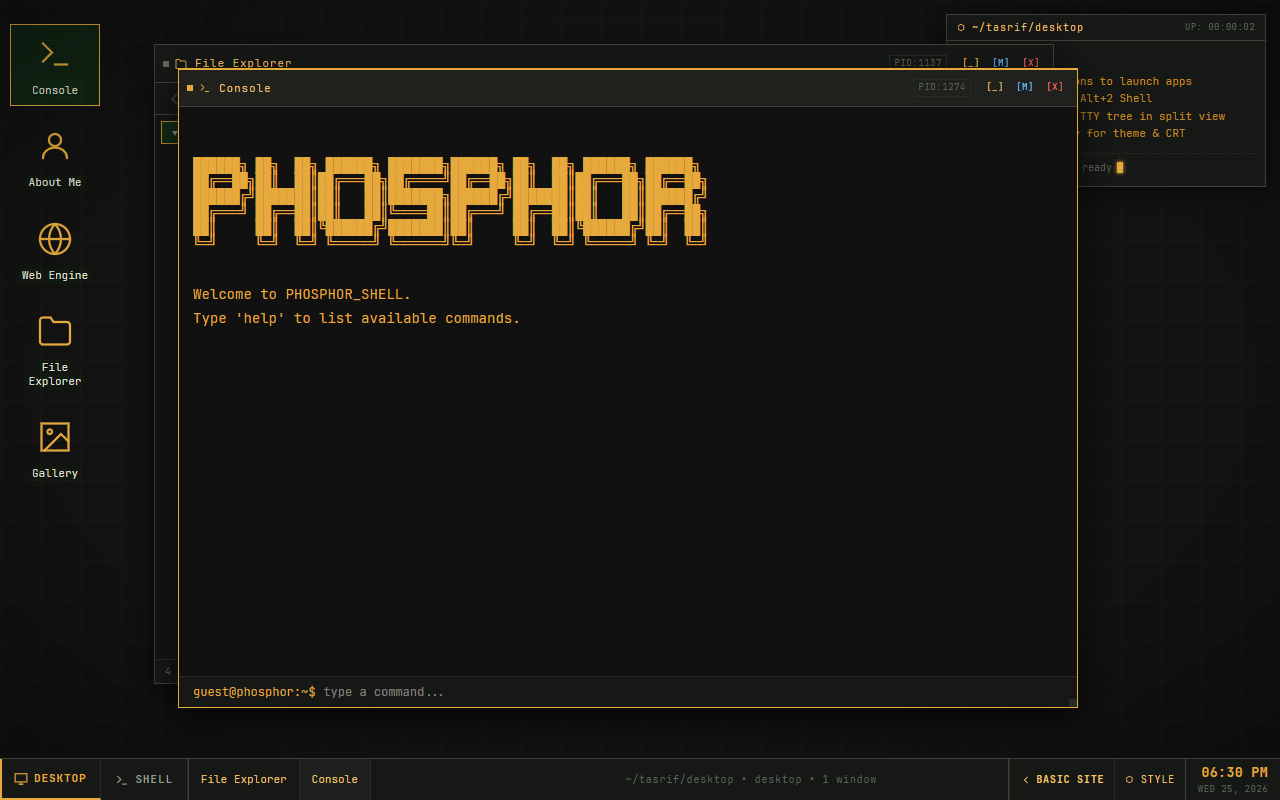 Console
About Me
Web Engine
File
Explorer
Gallery
~/tasrif/desktop
UP: 00:00:02
ns to launch apps
Alt+2 Shell
TTY tree in split view
for theme & CRT
ready
File Explorer
PID:1137
[_] [M] [X]
4
Console
PID:1274
[_] [M] [X]
PHOSPHOR
Welcome to PHOSPHOR_SHELL.
Type 'help' to list available commands.
guest@phosphor:~$ type a command...
DESKTOP
SHELL
File Explorer
Console
~/tasrif/desktop • desktop • 1 window
BASIC SITE
STYLE
06:30 PM
WED 25, 2026